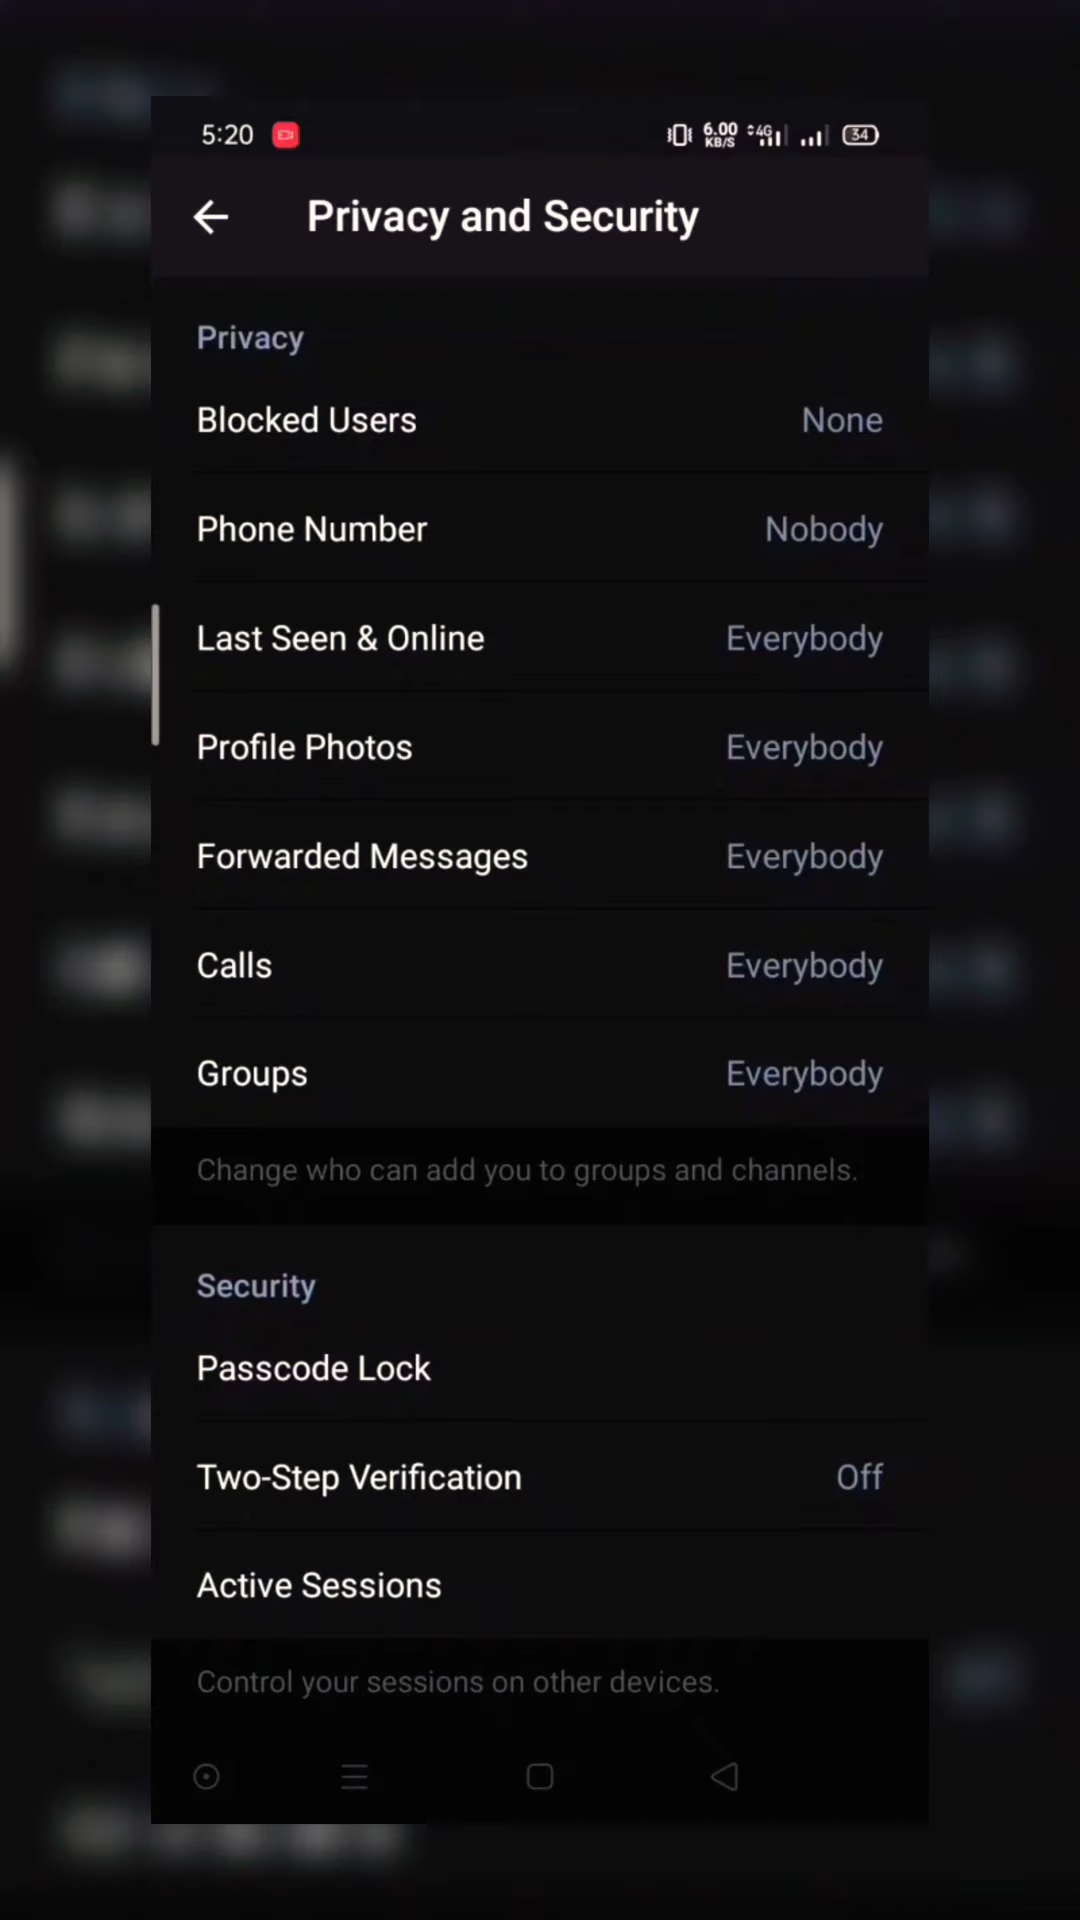 5:20 6.00 KB/S 4G 34
Privacy and Security
Privacy
Blocked Users None
Phone Number Nobody
Last Seen & Online Everybody
Profile Photos Everybody
Forwarded Messages Everybody
Calls Everybody
Groups Everybody
Change who can add you to groups and channels.
Security
Passcode Lock
Two-Step Verification Off
Active Sessions
Control your sessions on other devices.